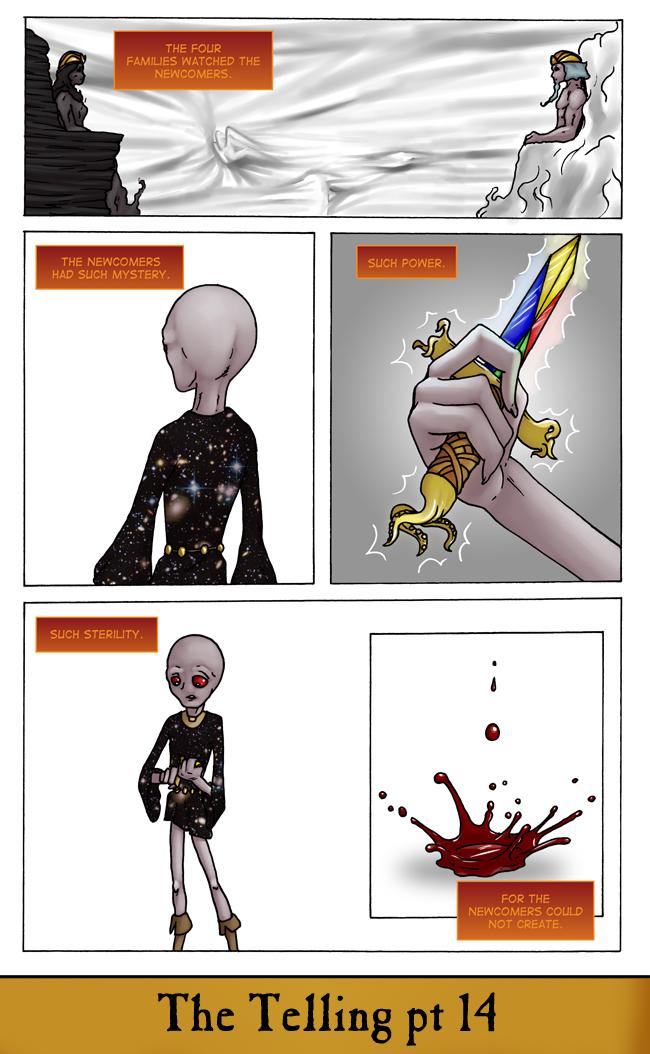 THE FOUR
FAMILIES WATCHED THE
NEWCOMERS.
THE NEWCOMERS
HAD SUCH MYSTERY.
SUCH POWER.
SUCH STERILITY.
FOR THE
NEWCOMERS COULD
NOT CREATE.
The Telling pt 14